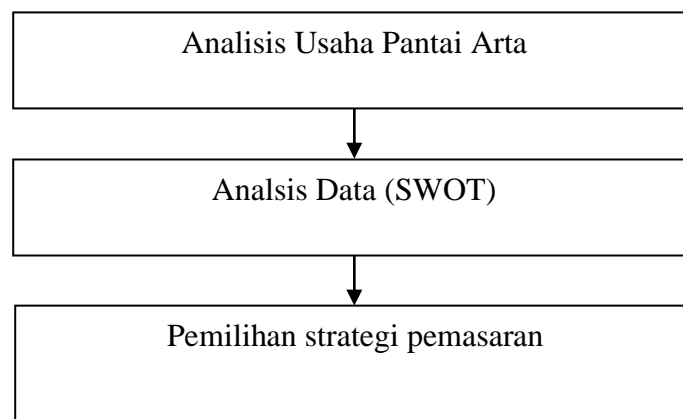 Analisis Usaha Pantai Arta
Analsis Data (SWOT)
Pemilihan strategi pemasaran